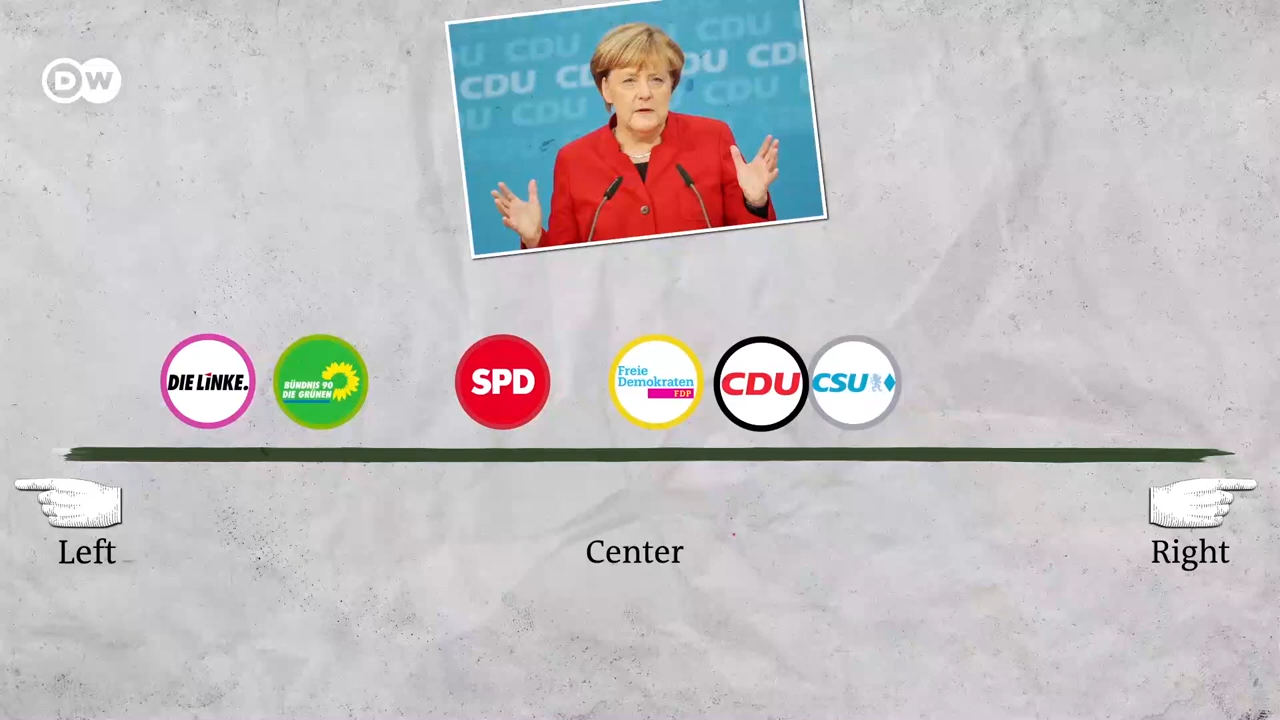 DW
CDU CDU
CDU CDU CDU
CDU CDU
DIE LINKE.
BÜNDNIS 90
DIE GRÜNEN
SPD
Freie
Demokraten
FDP
CDU
CSU
Left
Center
Right